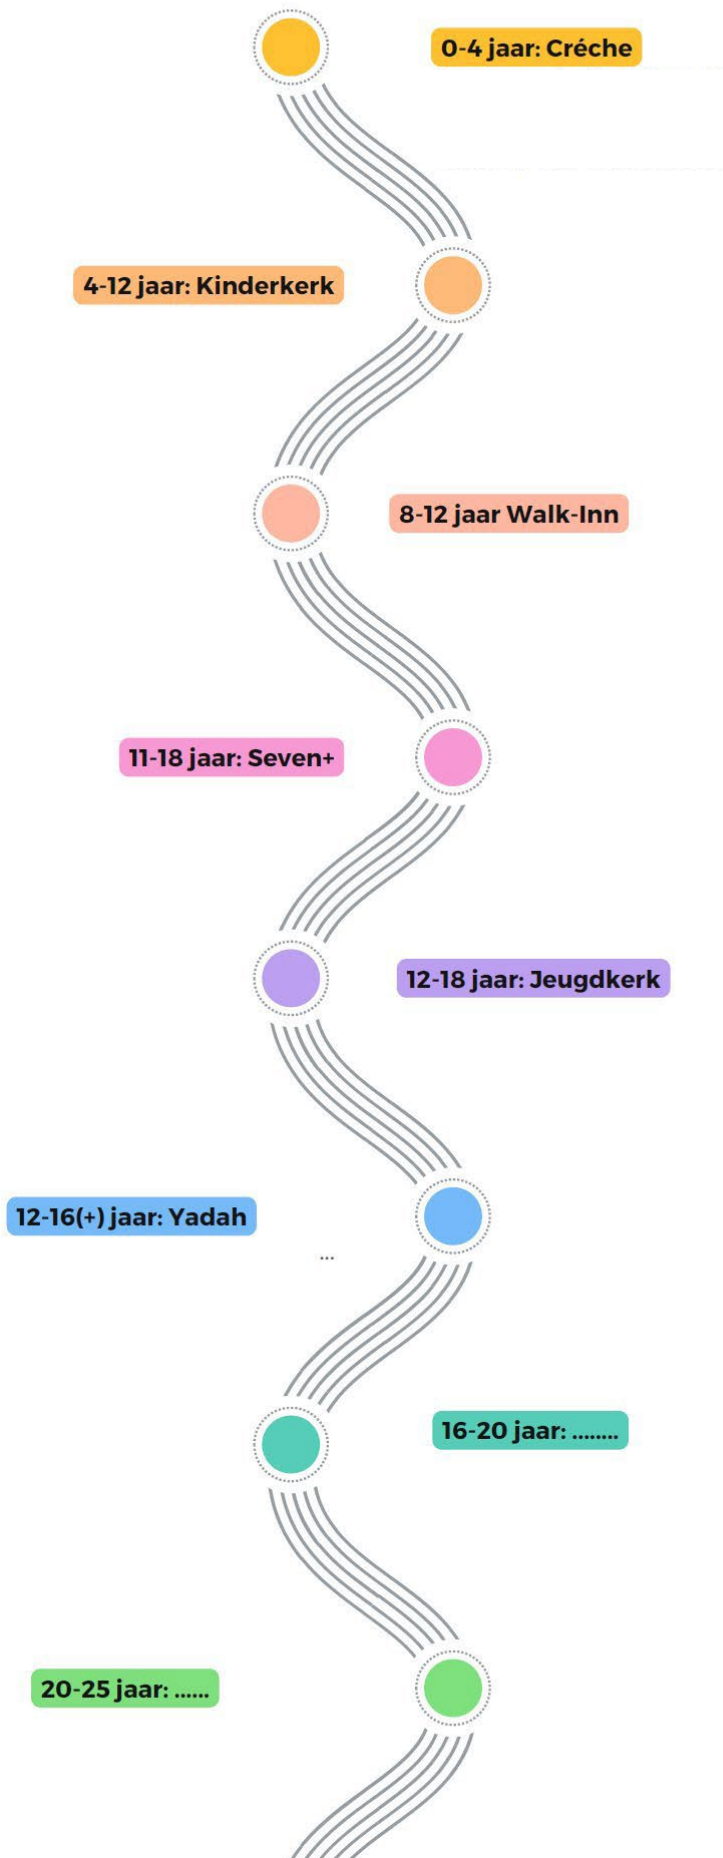 0-4 jaar: Créche
4-12 jaar: Kinderkerk
8-12 jaar Walk-Inn
11-18 jaar: Seven+
12-18 jaar: Jeugdkerk
12-16(+) jaar: Yadah
...
16-20 jaar: ........
20-25 jaar: ......